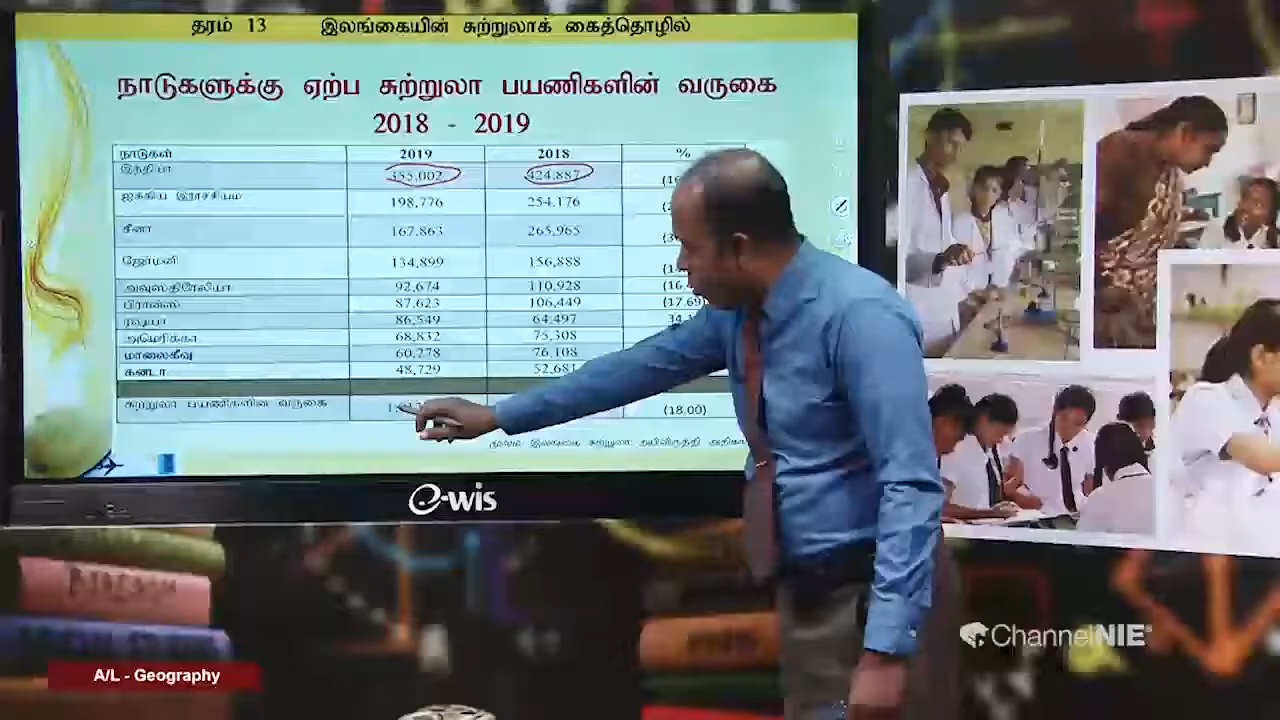 தரம் 13 இலங்கையின் சுற்றுலாக் கைத்தொழில்
நாடுகளுக்கு ஏற்ப சுற்றுலா பயணிகளின் வருகை
2018 - 2019
நாடுகள் 2019 2018 %
இந்தியா 355,002 424,887
ஐக்கிய இராச்சியம் 198,776 254,176
சீனா 167,863 265,965
ஜேர்மனி 134,899 156,888
அவுஸ்திரேலியா 92,674 110,928
பிரான்ஸ் 87,623 106,449 (17.69)
ரஷ்யா 86,549 64,497
அமெரிக்கா 68,832 75,308
மாலைதீவு 60,278 76,108
கனடா 48,729 52,681
சுற்றுலா பயணிகளின் வருகை (18.00)
மூலம் இலங்கை சுற்றுலா அபிவிருத்தி
e-wis
ChannelNIE
A/L - Geography